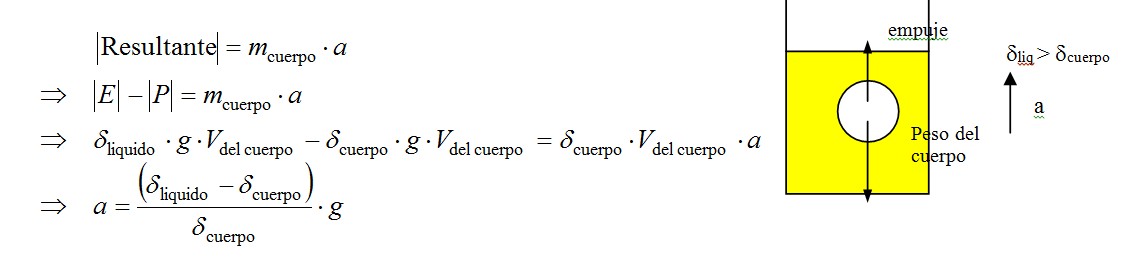 |Resultante| = m_cuerpo · a
⇒ |E| − |P| = m_cuerpo · a
⇒ δ_liquido · g · V_del cuerpo − δ_cuerpo · g · V_del cuerpo = δ_cuerpo · V_del cuerpo · a
⇒ a = (δ_liquido − δ_cuerpo) / δ_cuerpo · g
empuje
δ_liq > δ_cuerpo
a
Peso del
cuerpo